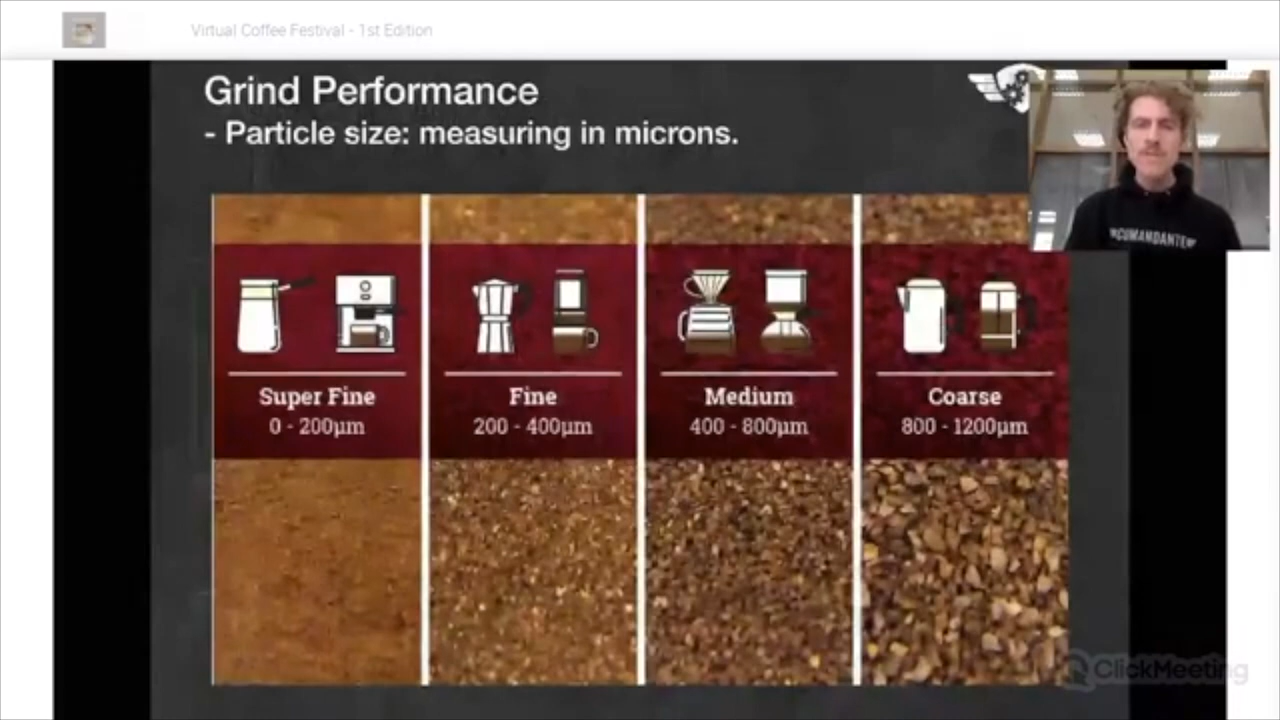 Virtual Coffee Festival - 1st Edition
Grind Performance
- Particle size: measuring in microns.
COMANDANTE
Super Fine
0 - 200μm
Fine
200 - 400μm
Medium
400 - 800μm
Coarse
800 - 1200μm
ClickMeeting